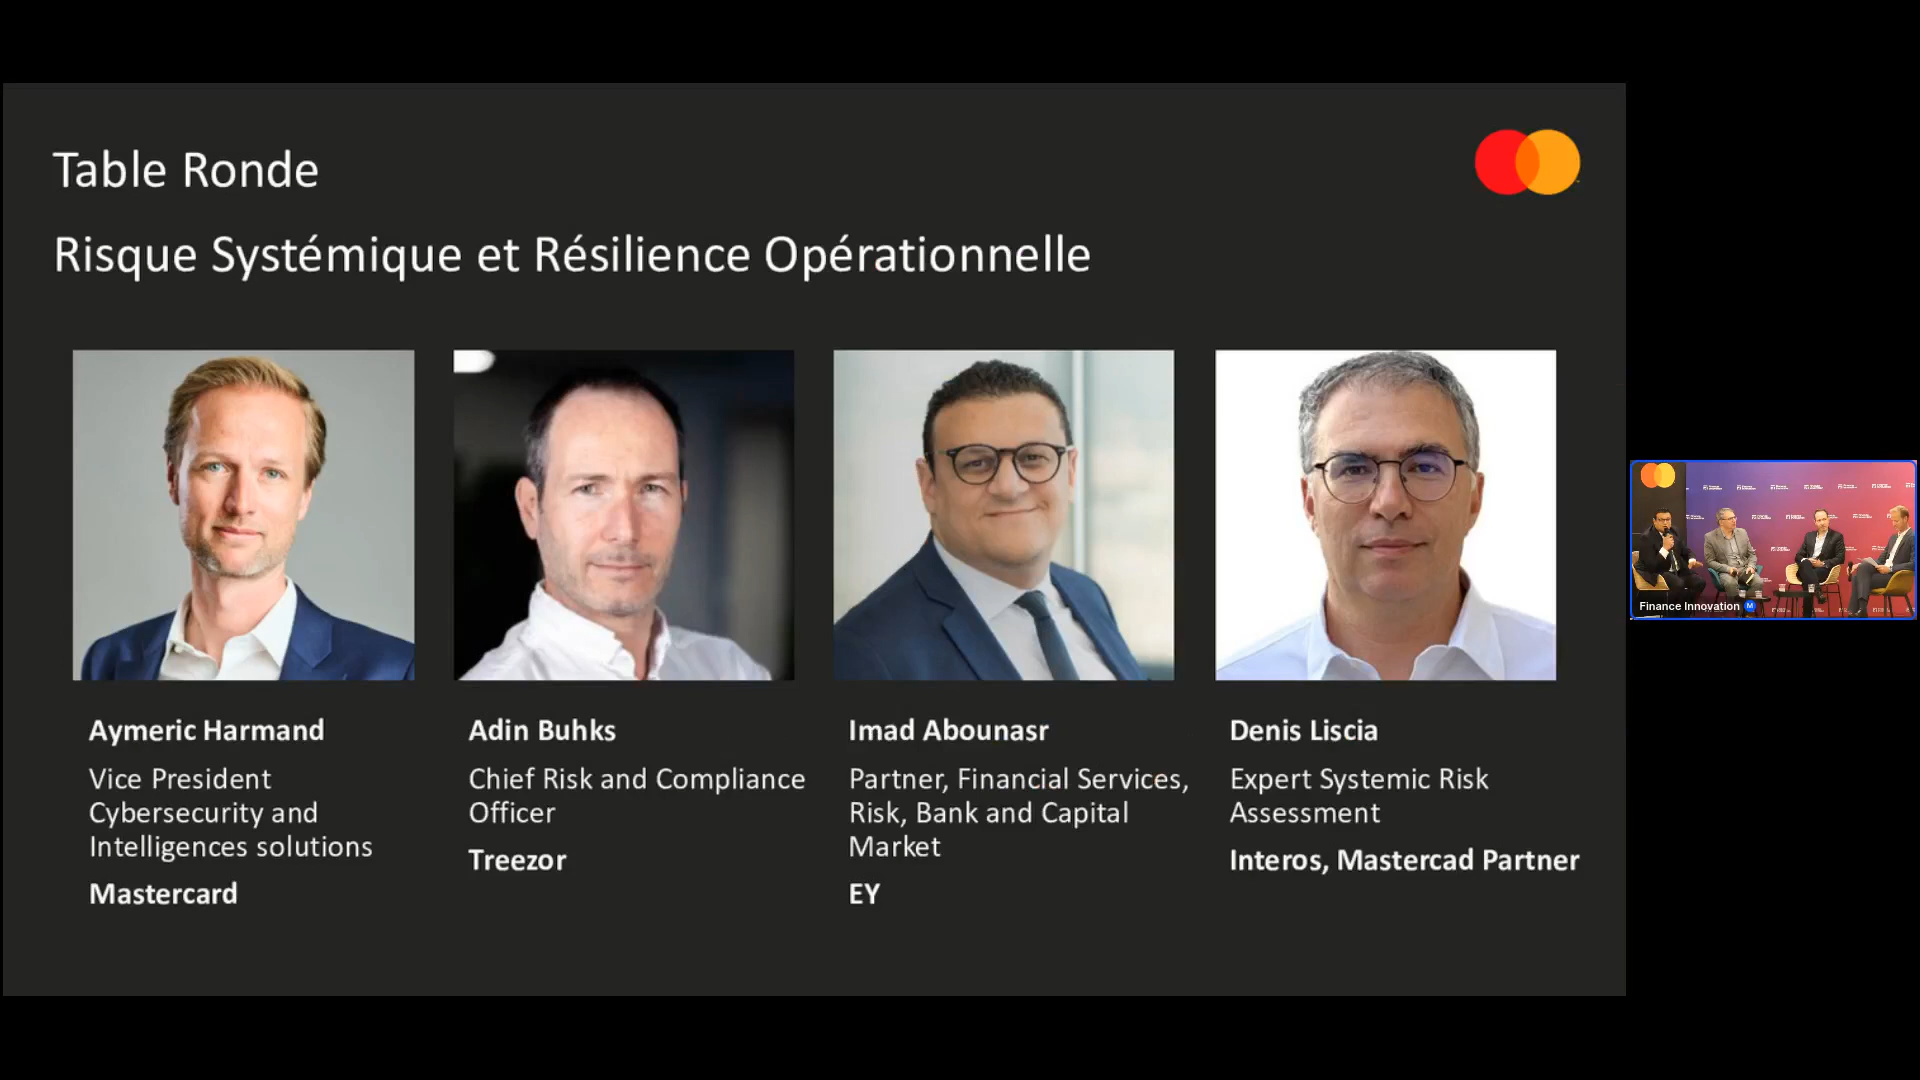 Table Ronde
Risque Systémique et Résilience Opérationnelle
Aymeric Harmand
Vice President
Cybersecurity and
Intelligences solutions
Mastercard
Adin Buhks
Chief Risk and Compliance
Officer
Treezor
Imad Abounasr
Partner, Financial Services,
Risk, Bank and Capital
Market
EY
Denis Liscia
Expert Systemic Risk
Assessment
Interos, Mastercad Partner
Finance Innovation
M